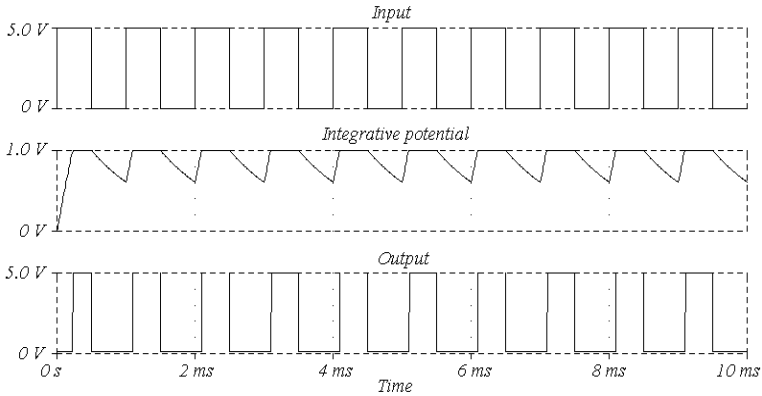 Input
5.0 V
0 V
Integrative potential
1.0 V
0 V
Output
5.0 V
0 V
0 s 2 ms 4 ms 6 ms 8 ms 10 ms
Time